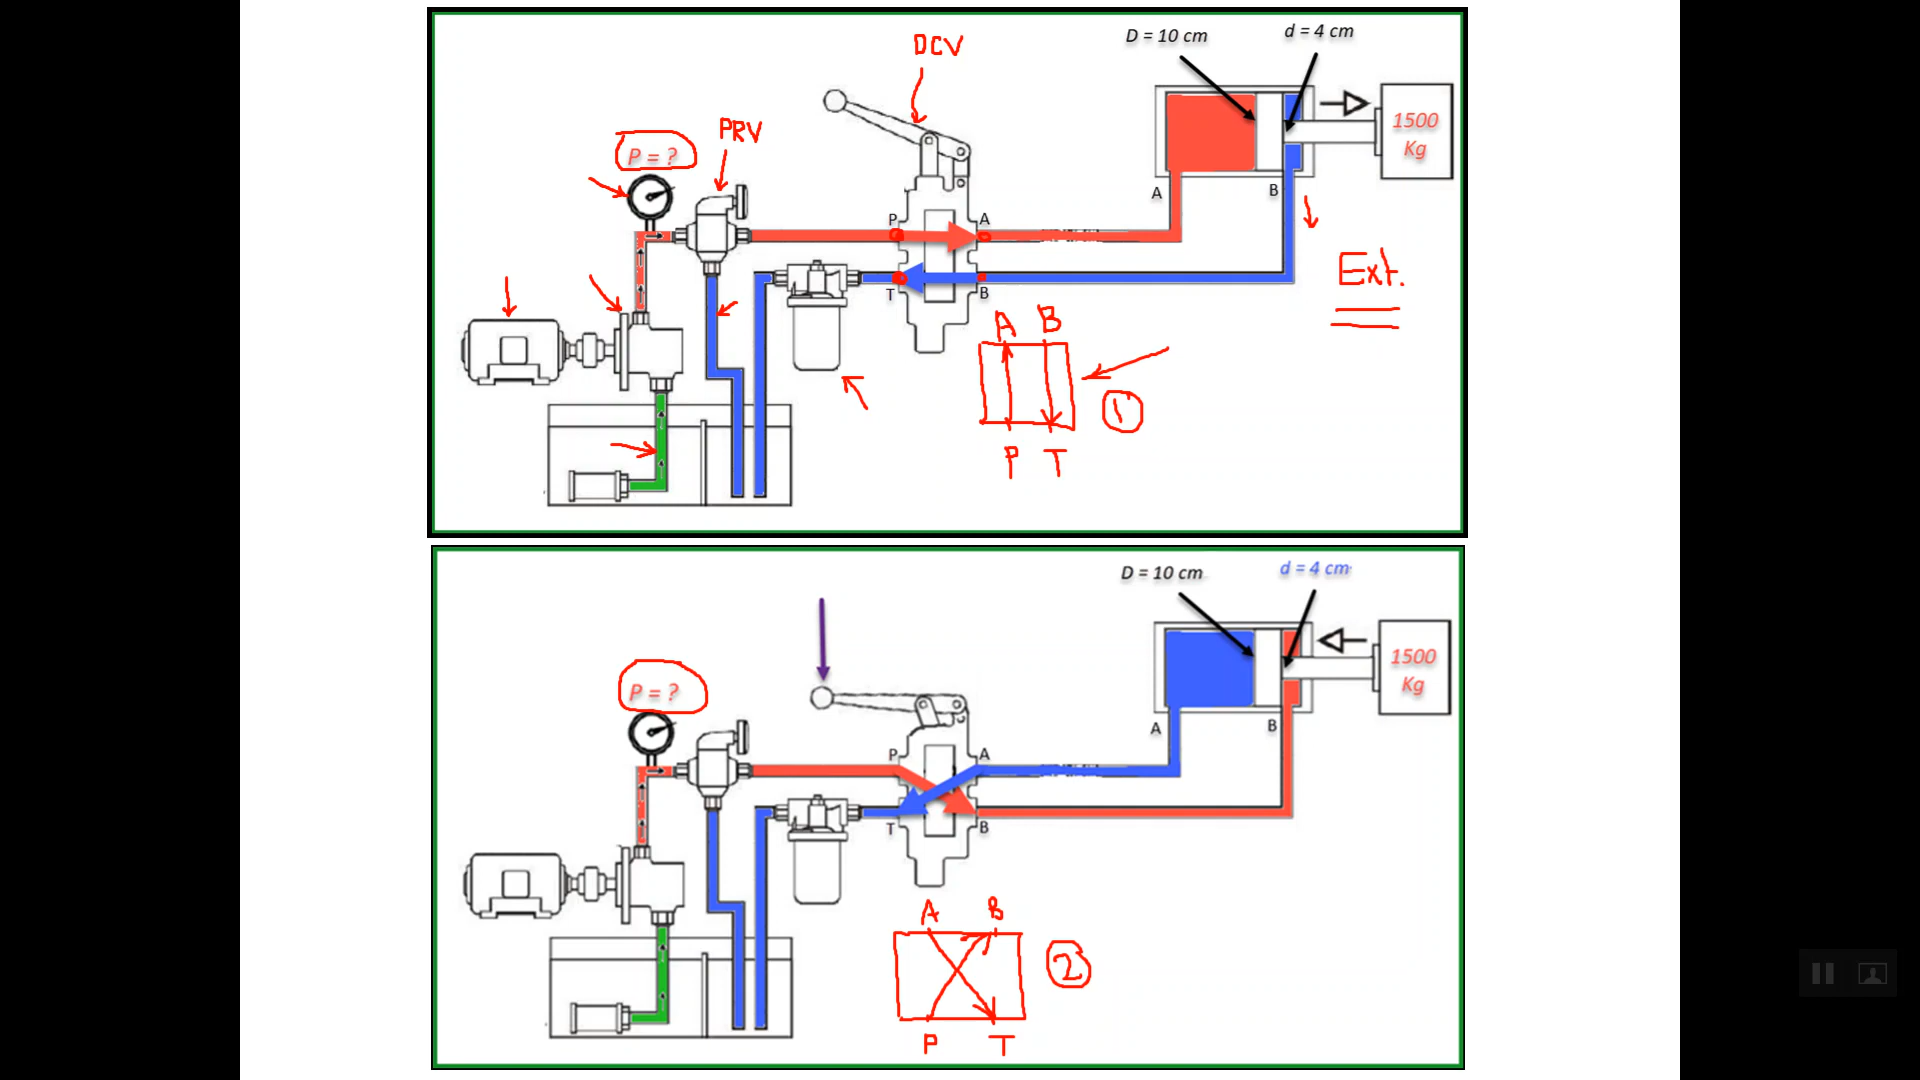 DCV
D = 10 cm
d = 4 cm
PRV
P = ?
1500
Kg
A
B
P
A
T
B
Ext.
A B
1
P T
D = 10 cm
d = 4 cm
P = ?
1500
Kg
A
B
P
A
T
B
A B
2
P T